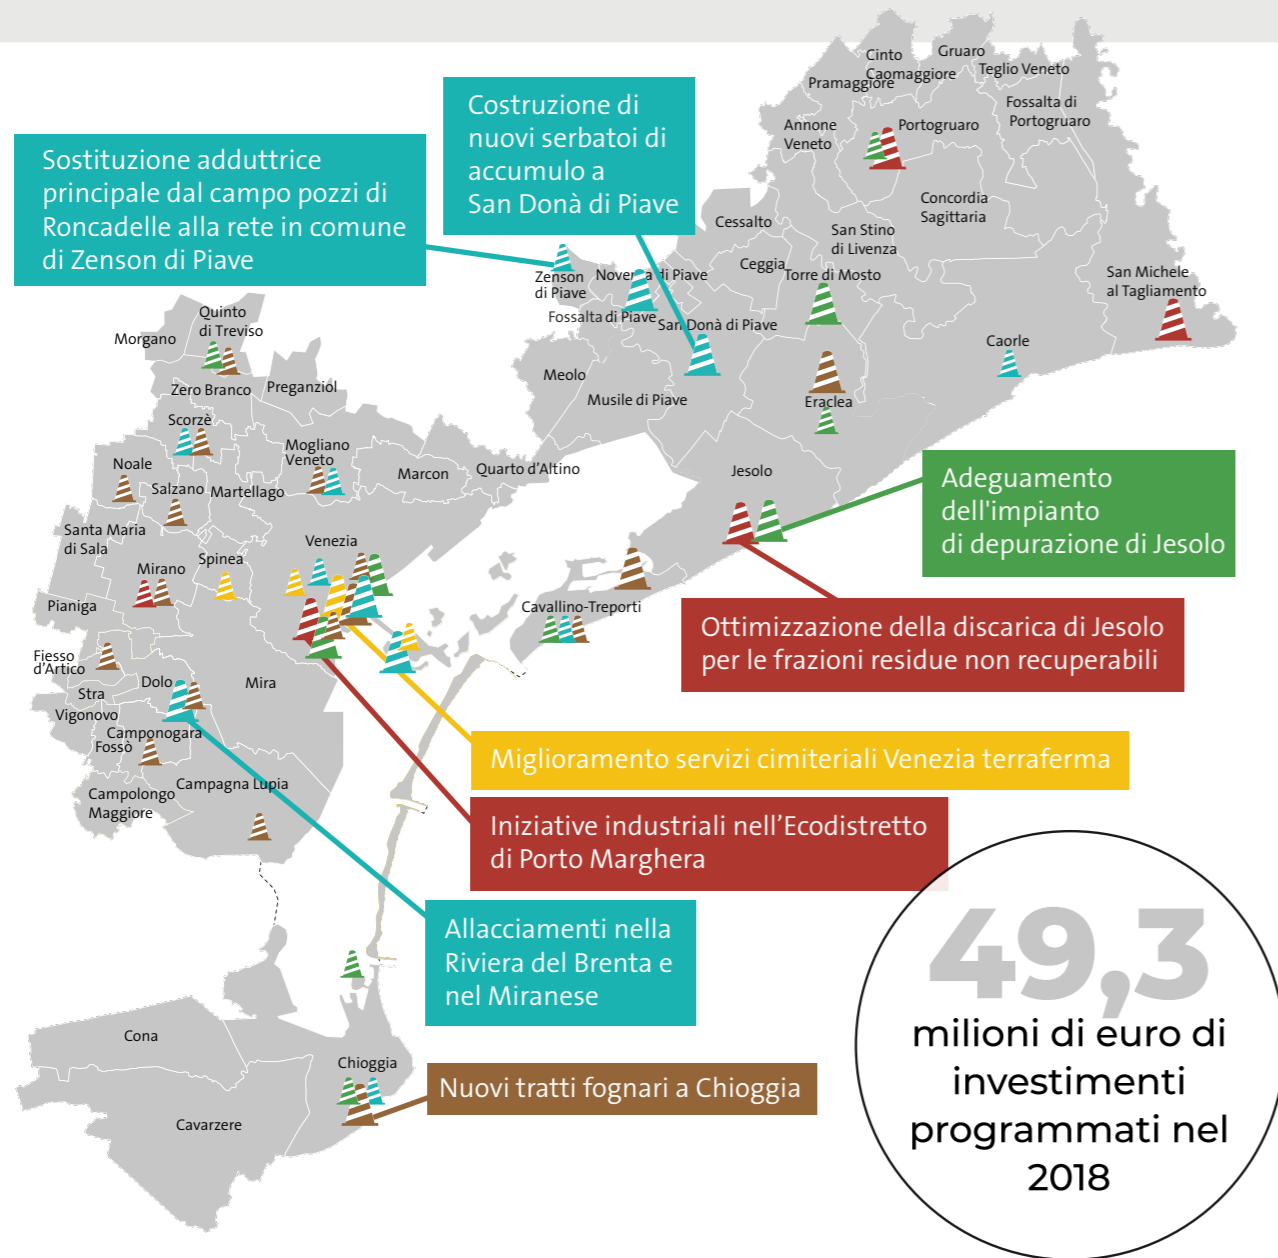 Cinto
Caomaggiore
Gruaro
Teglio Veneto
Pramaggiore
Fossalta di
Portogruaro
Annone
Veneto
Portogruaro
Concordia
Sagittaria
Costruzione di
nuovi serbatoi di
accumulo a
San Donà di Piave
Sostituzione adduttrice
principale dal campo pozzi di
Roncadelle alla rete in comune
di Zenson di Piave
Cessalto
San Stino
di Livenza
Ceggia
Torre di Mosto
San Michele
al Tagliamento
Zenson
di Piave
Noventa di Piave
Fossalta di Piave
San Donà di Piave
Caorle
Quinto
di Treviso
Morgano
Zero Branco
Preganziol
Meolo
Musile di Piave
Eraclea
Scorzè
Mogliano
Veneto
Noale
Salzano
Martellago
Marcon
Quarto d'Altino
Jesolo
Adeguamento
dell'impianto
di depurazione di Jesolo
Santa Maria
di Sala
Mirano
Spinea
Venezia
Pianiga
Cavallino-Treporti
Ottimizzazione della discarica di Jesolo
per le frazioni residue non recuperabili
Fiesso
d'Artico
Stra
Dolo
Mira
Vigonovo
Camponogara
Fossò
Miglioramento servizi cimiteriali Venezia terraferma
Campolongo
Maggiore
Campagna Lupia
Iniziative industriali nell'Ecodistretto
di Porto Marghera
Allacciamenti nella
Riviera del Brenta e
nel Miranese
49,3
milioni di euro di
investimenti
programmati nel
2018
Cona
Chioggia
Cavarzere
Nuovi tratti fognari a Chioggia